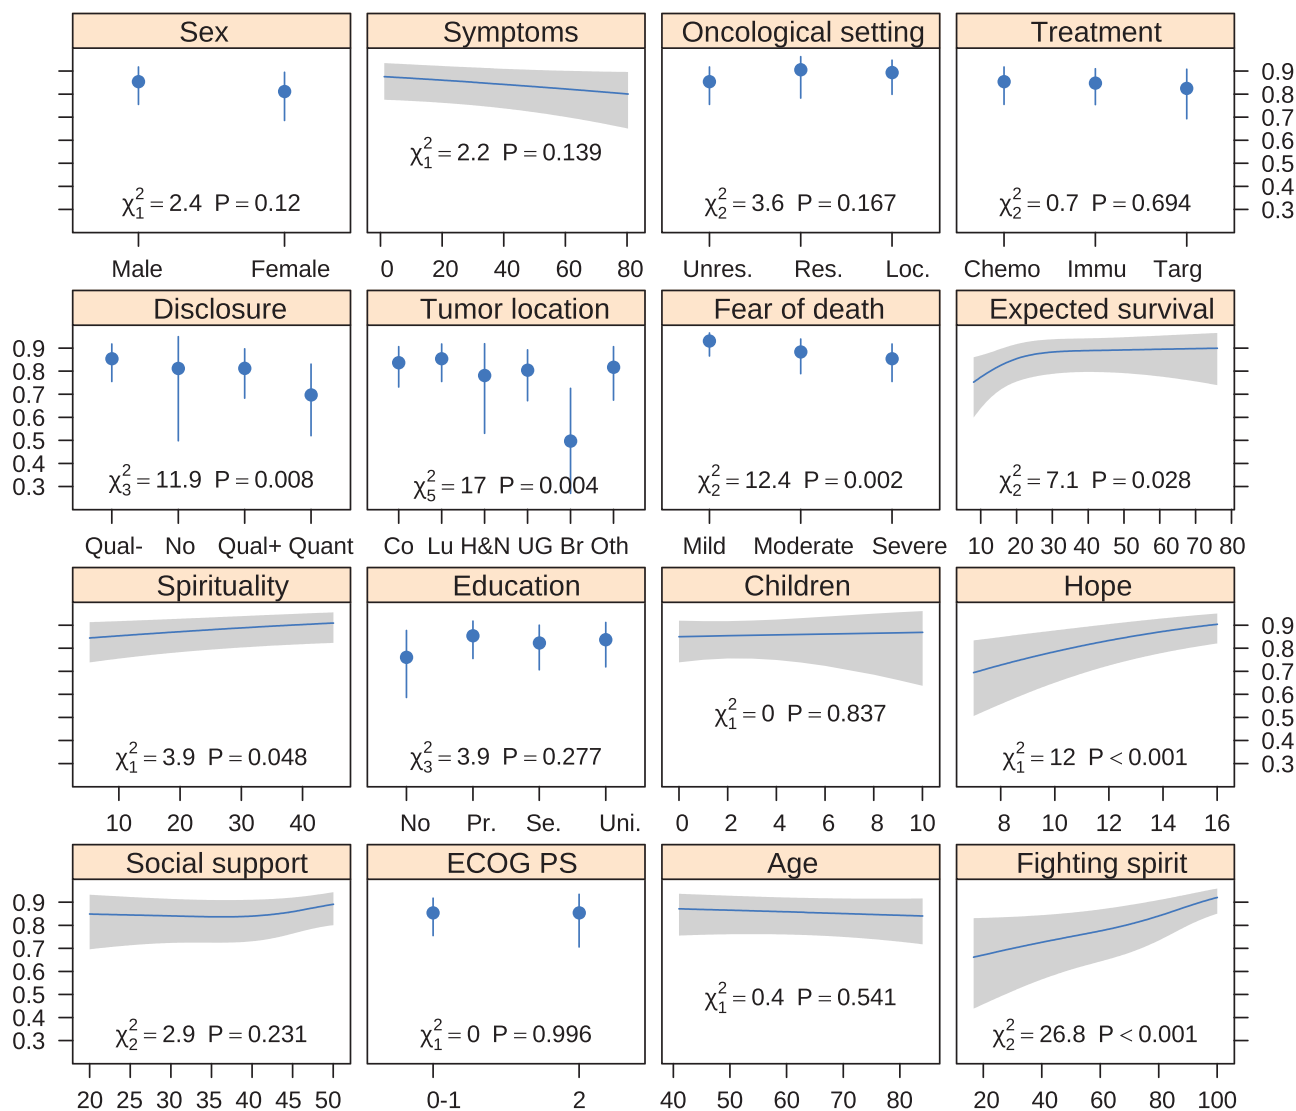 Sex Symptoms Oncological setting Treatment
0.9
0.8
0.7
0.6
0.5
0.4
0.3
χ²₁ = 2.4 P = 0.12
χ²₁ = 2.2 P = 0.139
χ²₂ = 3.6 P = 0.167
χ²₂ = 0.7 P = 0.694
Male Female 0 20 40 60 80 Unres. Res. Loc. Chemo Immu Targ
Disclosure Tumor location Fear of death Expected survival
0.9
0.8
0.7
0.6
0.5
0.4
0.3
χ²₃ = 11.9 P = 0.008
χ²₅ = 17 P = 0.004
χ²₂ = 12.4 P = 0.002
χ²₂ = 7.1 P = 0.028
Qual- No Qual+ Quant Co Lu H&N UG Br Oth Mild Moderate Severe 10 20 30 40 50 60 70 80
Spirituality Education Children Hope
0.9
0.8
0.7
0.6
0.5
0.4
0.3
χ²₁ = 3.9 P = 0.048
χ²₃ = 3.9 P = 0.277
χ²₁ = 0 P = 0.837
χ²₁ = 12 P < 0.001
10 20 30 40 No Pr. Se. Uni. 0 2 4 6 8 10 8 10 12 14 16
Social support ECOG PS Age Fighting spirit
0.9
0.8
0.7
0.6
0.5
0.4
0.3
χ²₂ = 2.9 P = 0.231
χ²₁ = 0 P = 0.996
χ²₁ = 0.4 P = 0.541
χ²₂ = 26.8 P < 0.001
20 25 30 35 40 45 50 0-1 2 40 50 60 70 80 20 40 60 80 100